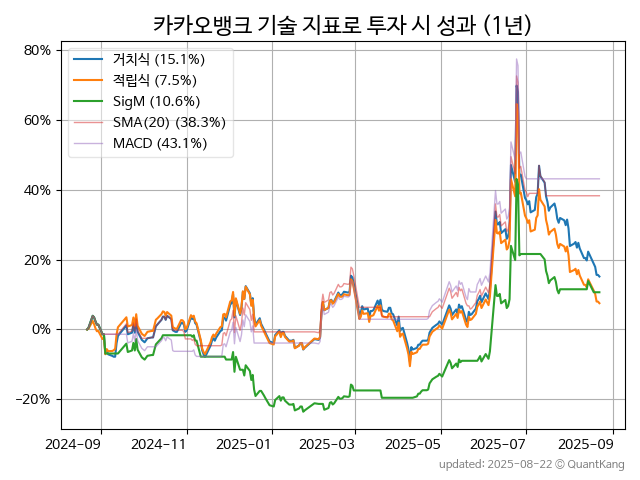 카카오뱅크 기술 지표로 투자 시 성과 (1년)
거치식 (15.1%)
적립식 (7.5%)
SigM (10.6%)
SMA(20) (38.3%)
MACD (43.1%)
80%
60%
40%
20%
0%
−20%
2024-09 2024-11 2025-01 2025-03 2025-05 2025-07 2025-09
updated: 2025-08-22 © QuantKang